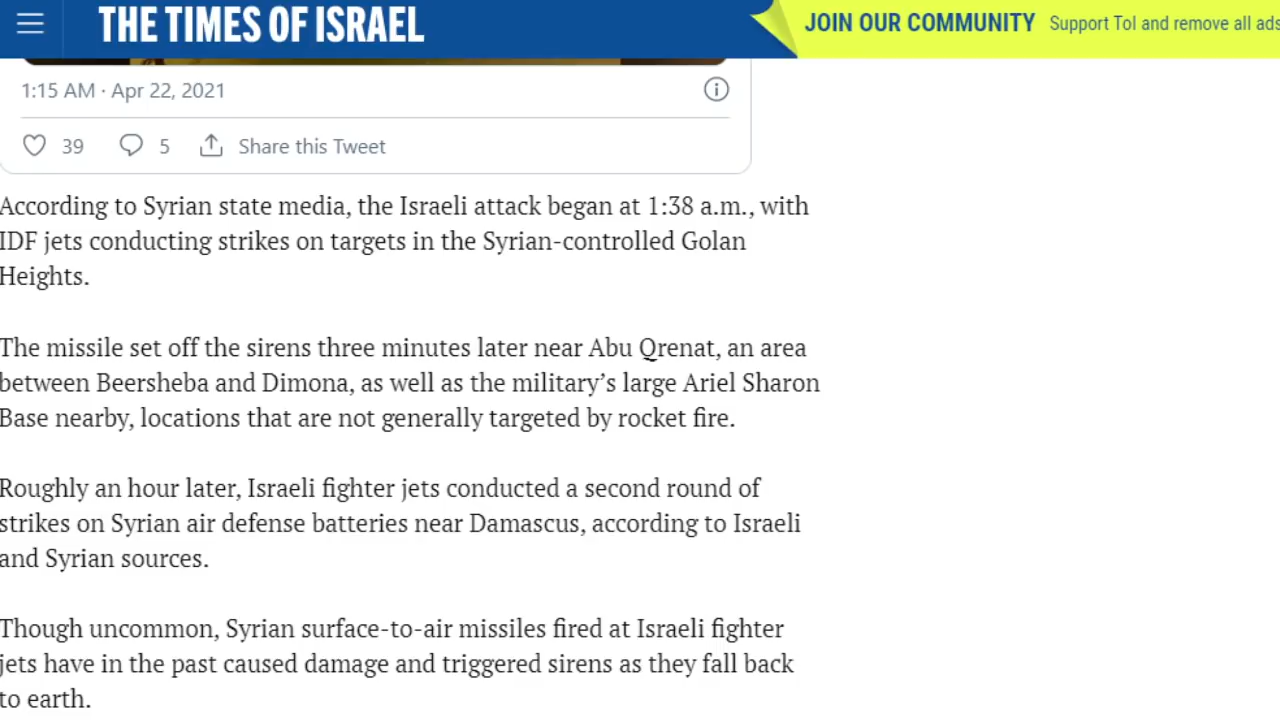 THE TIMES OF ISRAEL
JOIN OUR COMMUNITY Support ToI and remove all ads
1:15 AM · Apr 22, 2021
39 5 Share this Tweet
According to Syrian state media, the Israeli attack began at 1:38 a.m., with
IDF jets conducting strikes on targets in the Syrian-controlled Golan
Heights.
The missile set off the sirens three minutes later near Abu Qrenat, an area
between Beersheba and Dimona, as well as the military’s large Ariel Sharon
Base nearby, locations that are not generally targeted by rocket fire.
Roughly an hour later, Israeli fighter jets conducted a second round of
strikes on Syrian air defense batteries near Damascus, according to Israeli
and Syrian sources.
Though uncommon, Syrian surface-to-air missiles fired at Israeli fighter
jets have in the past caused damage and triggered sirens as they fall back
to earth.